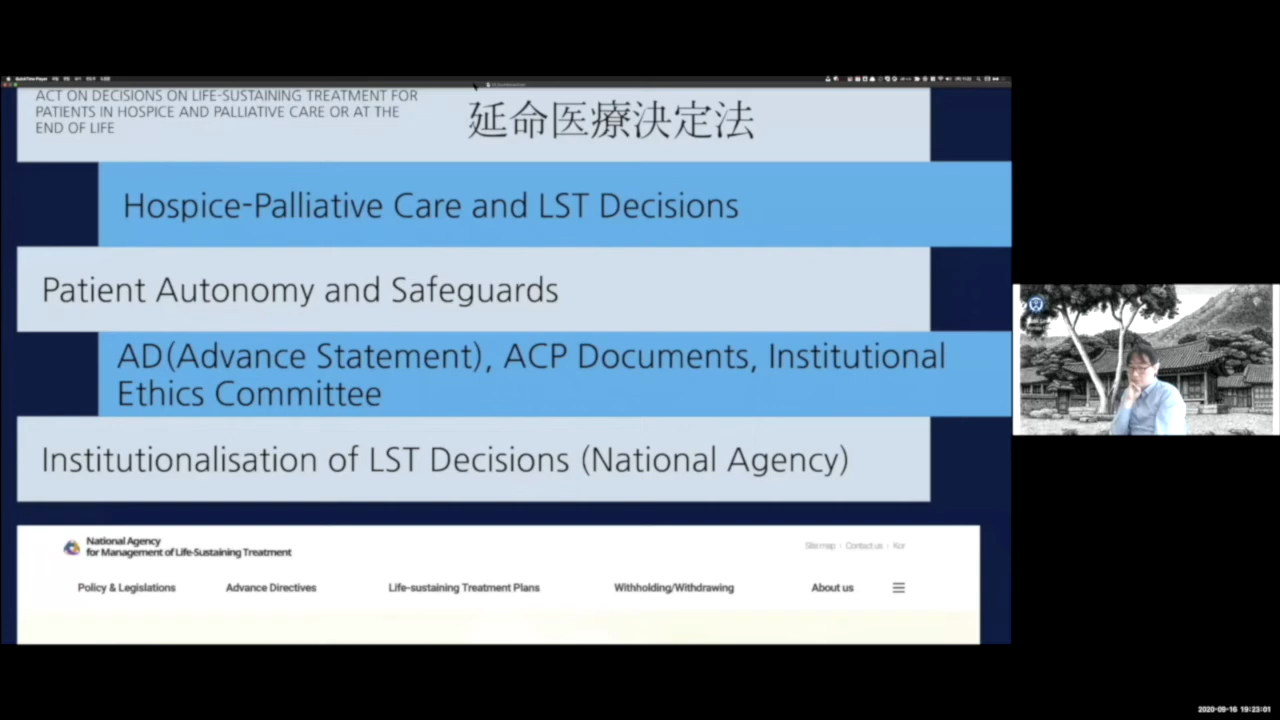 ACT ON DECISIONS ON LIFE-SUSTAINING TREATMENT FOR
PATIENTS IN HOSPICE AND PALLIATIVE CARE OR AT THE
END OF LIFE
延命医療決定法
Hospice-Palliative Care and LST Decisions
Patient Autonomy and Safeguards
AD(Advance Statement), ACP Documents, Institutional
Ethics Committee
Institutionalisation of LST Decisions (National Agency)
National Agency
for Management of Life-Sustaining Treatment
Site map Contact us Kor
Policy & Legislations Advance Directives Life-sustaining Treatment Plans Withholding/Withdrawing About us
2020-09-16 19:23:01